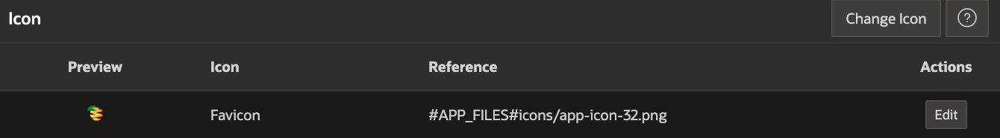 Icon
Change Icon
?
Preview Icon Reference Actions
Favicon #APP_FILES#icons/app-icon-32.png Edit